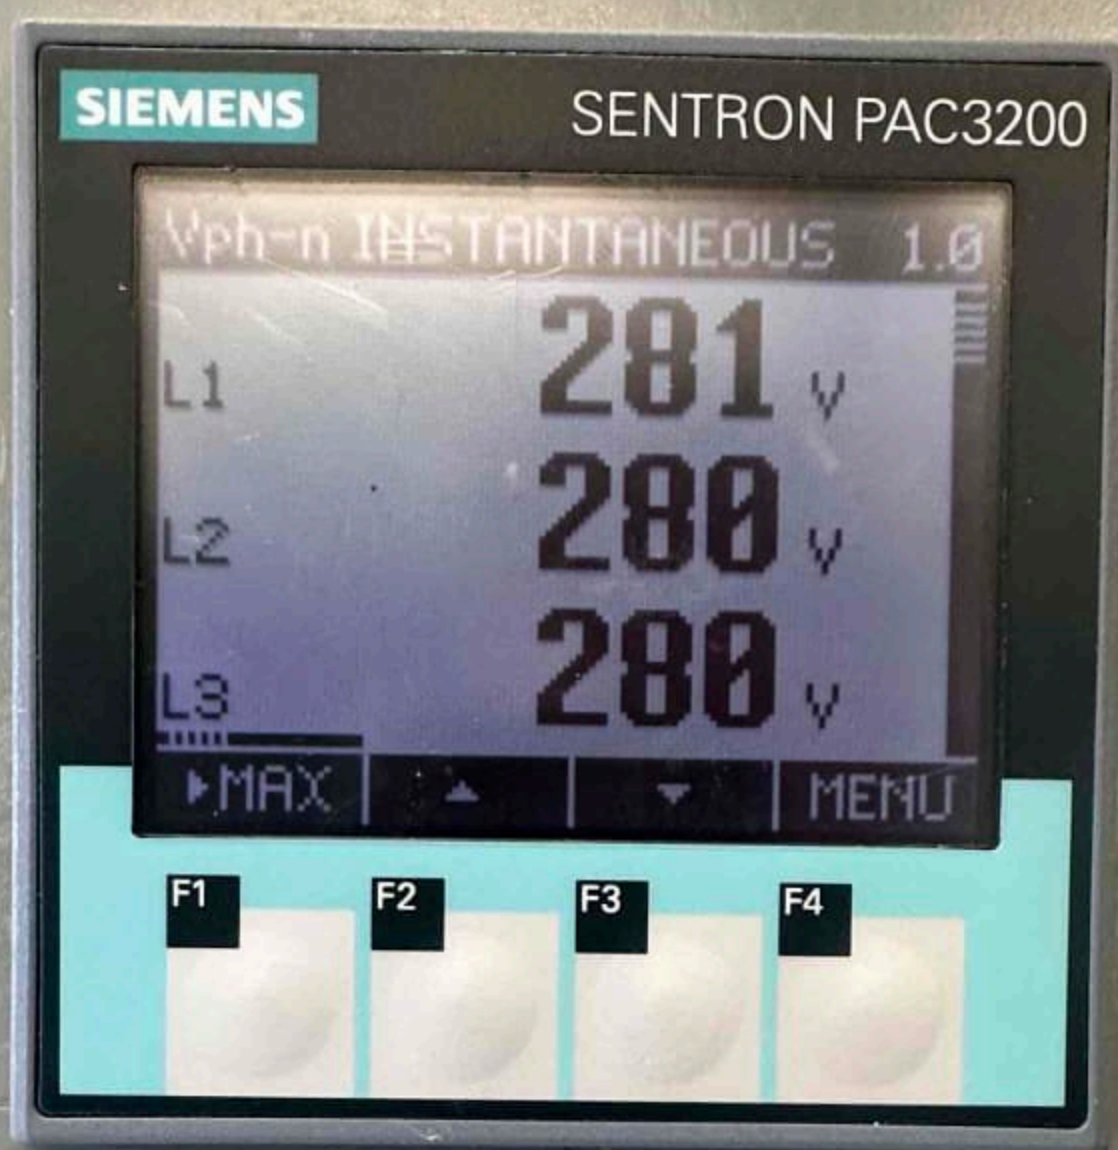 SIEMENS
SENTRON PAC3200
Vph-n INSTANTANEOUS 1.0
L1 281 V
L2 280 V
L3 280 V
▶MAX ▲ ▼ MENU
F1 F2 F3 F4